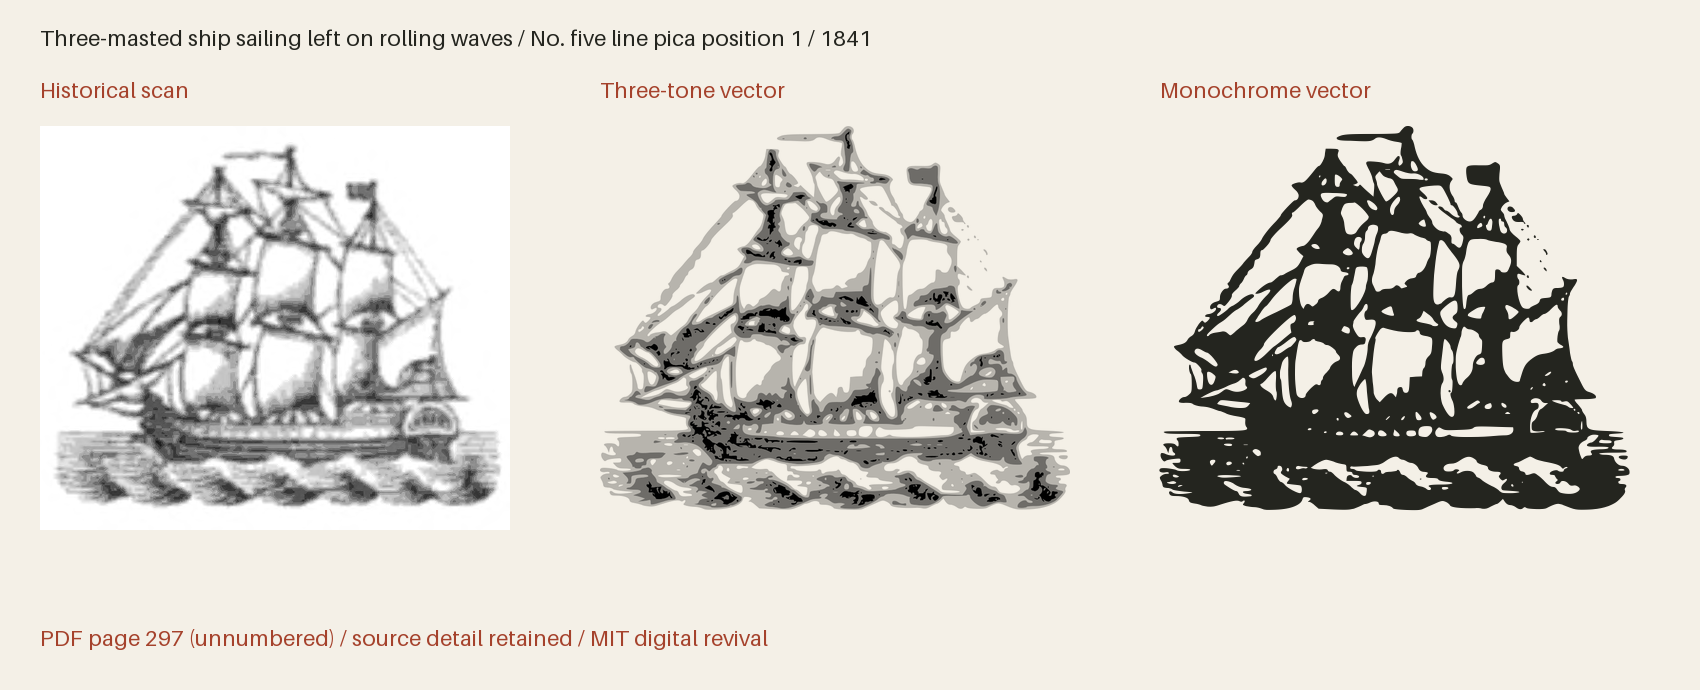 Three-masted ship sailing left on rolling waves / No. five line pica position 1 / 1841
Historical scan
Three-tone vector
Monochrome vector
PDF page 297 (unnumbered) / source detail retained / MIT digital revival